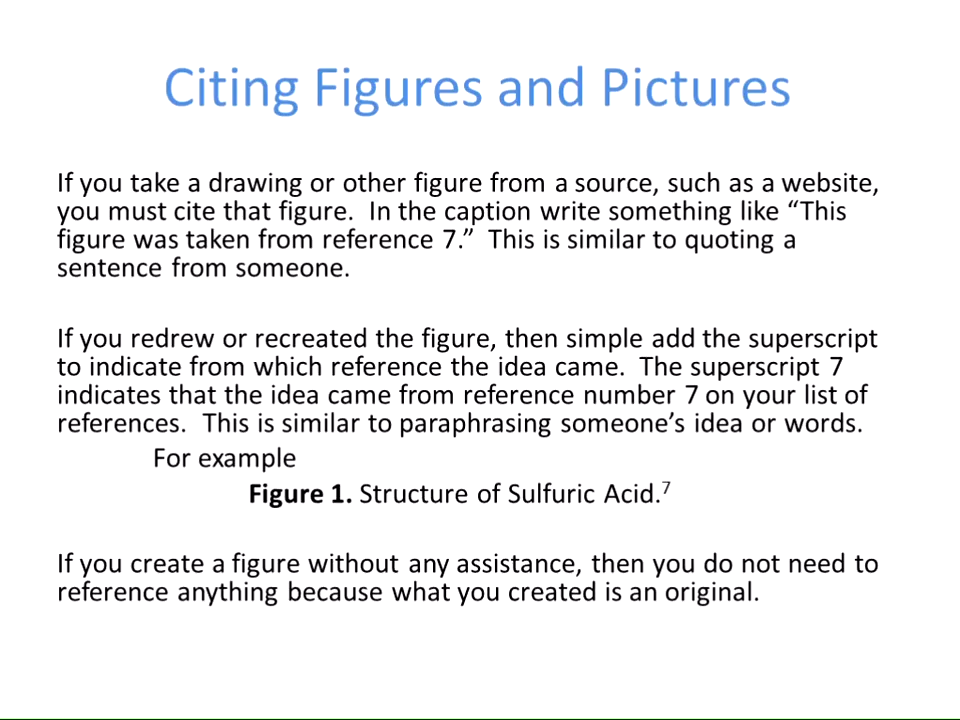 Citing Figures and Pictures
If you take a drawing or other figure from a source, such as a website,
you must cite that figure.  In the caption write something like “This
figure was taken from reference 7.”  This is similar to quoting a
sentence from someone.
If you redrew or recreated the figure, then simple add the superscript
to indicate from which reference the idea came.  The superscript 7
indicates that the idea came from reference number 7 on your list of
references.  This is similar to paraphrasing someone’s idea or words.
For example
Figure 1. Structure of Sulfuric Acid.⁷
If you create a figure without any assistance, then you do not need to
reference anything because what you created is an original.